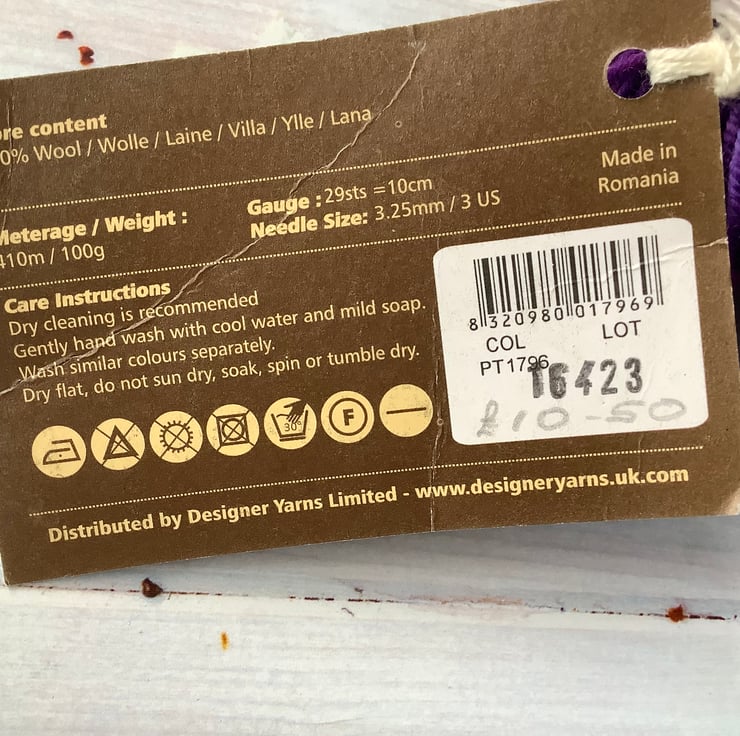 re content
0% Wool / Wolle / Laine / Villa / Ylle / Lana
Made in
Romania
Meterage / Weight :
410m / 100g
Gauge : 29sts = 10cm
Needle Size: 3.25mm / 3 US
Care Instructions
Dry cleaning is recommended
Gently hand wash with cool water and mild soap.
Wash similar colours separately.
Dry flat, do not sun dry, soak, spin or tumble dry.
30°
F
8 320980 017969
COL LOT
PT1796 16423
£10-50
Distributed by Designer Yarns Limited - www.designeryarns.uk.com